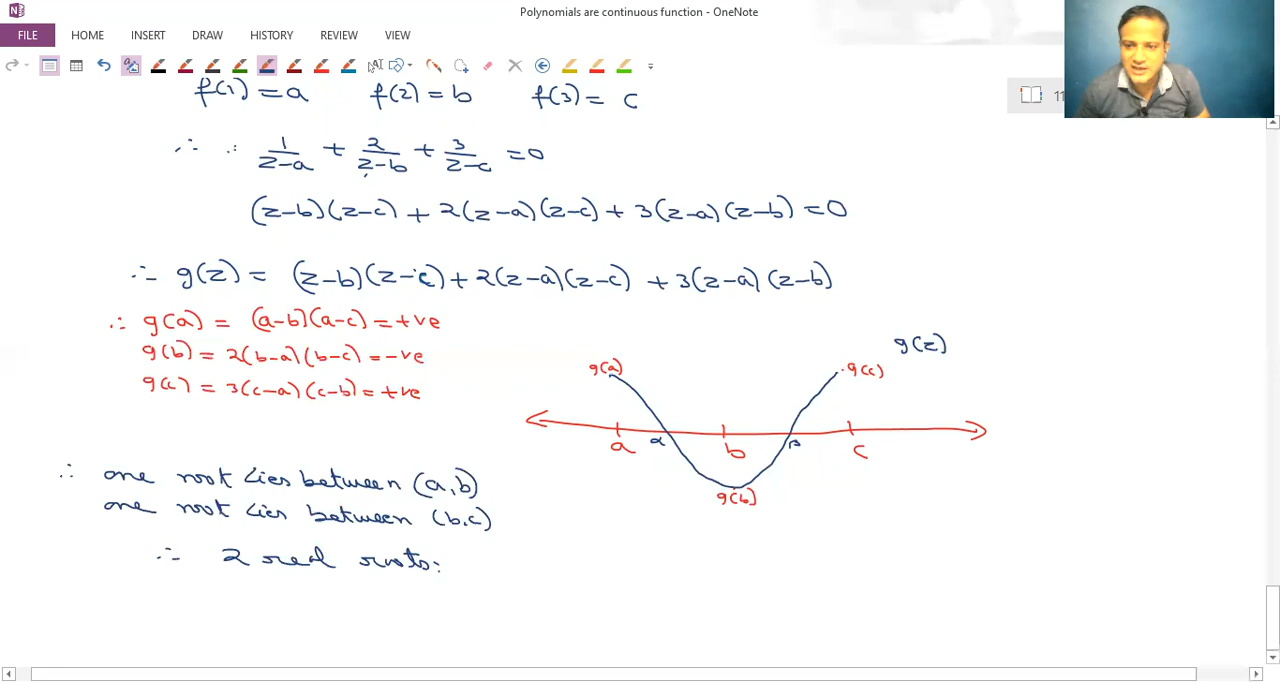 Polynomials are continuous function - OneNote
FILE HOME INSERT DRAW HISTORY REVIEW VIEW
f(1) = a f(2) = b f(3) = c
11
∴ 1/(z-a) + 2/(z-b) + 3/(z-c) = 0
(z-b)(z-c) + 2(z-a)(z-c) + 3(z-a)(z-b) = 0
∴ g(z) = (z-b)(z-c) + 2(z-a)(z-c) + 3(z-a)(z-b)
∴ g(a) = (a-b)(a-c) = +ve
g(b) = 2(b-a)(b-c) = -ve
g(c) = 3(c-a)(c-b) = +ve
g(z)
g(a) g(c)
a α b β c
g(b)
∴ one root lies between (a,b)
one root lies between (b,c)
∴ 2 real roots.